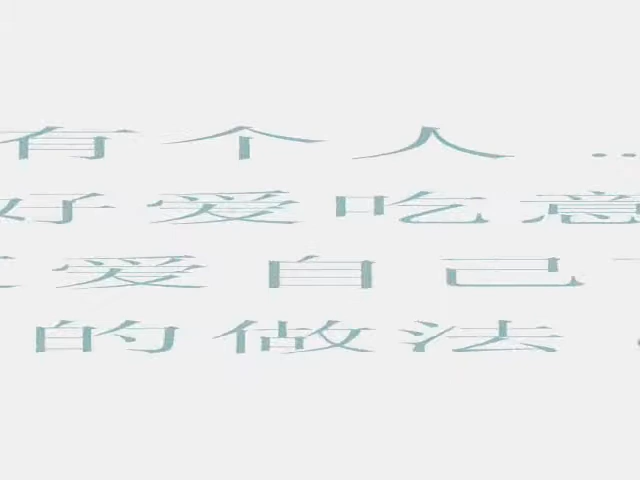 有个人…
好爱吃意
爱自己
的做法